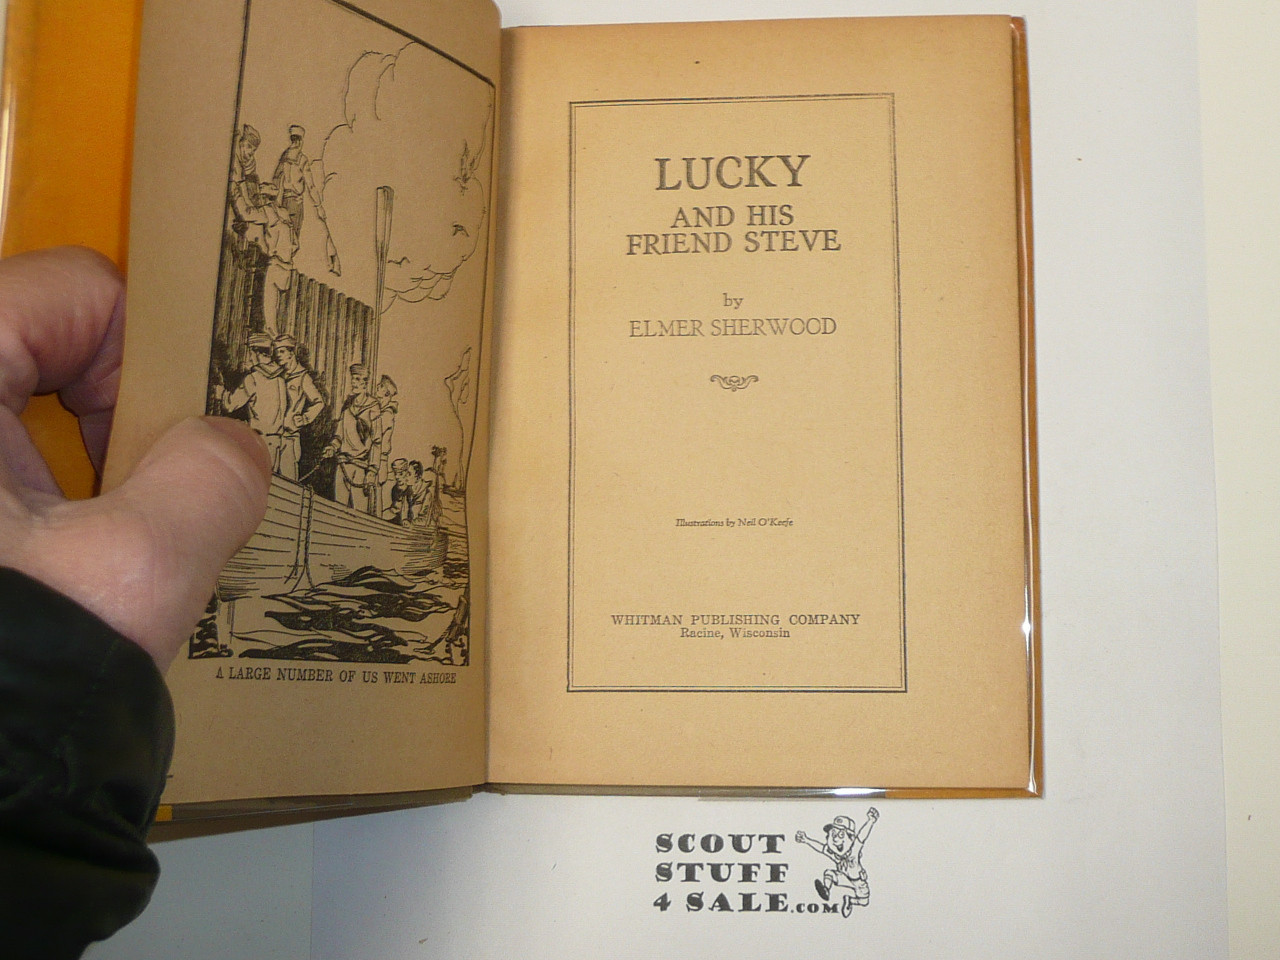 A LARGE NUMBER OF US WENT ASHORE
LUCKY
AND HIS
FRIEND STEVE
by
ELMER SHERWOOD
Illustrations by Neil O'Keefe
WHITMAN PUBLISHING COMPANY
Racine, Wisconsin
SCOUT
STUFF
4 SALE.COM